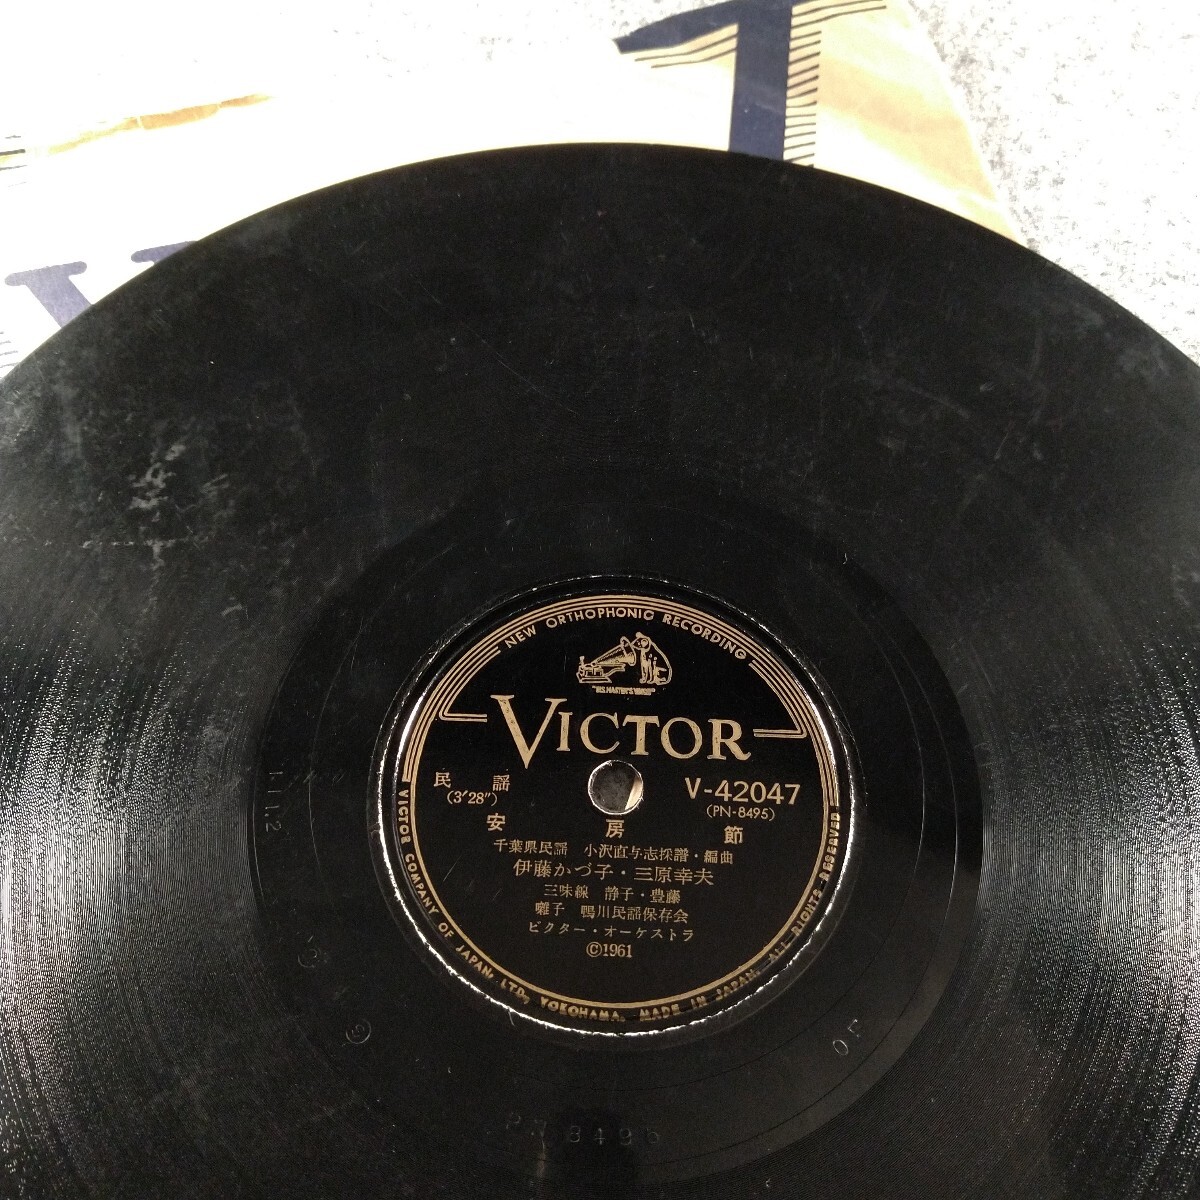 NEW ORTHOPHONIC RECORDING
"HIS MASTER'S VOICE"
VICTOR
民謡
(3'28")
V-42047
(PN-8495)
安房節
千葉県民謡 小沢直与志採譜・編曲
伊藤かづ子・三原幸夫
三味線 静子・豊藤
囃子 鴨川民謡保存会
ビクター・オーケストラ
©1961
VICTOR COMPANY OF JAPAN, LTD., YOKOHAMA. MADE IN JAPAN. ALL RIGHTS RESERVED